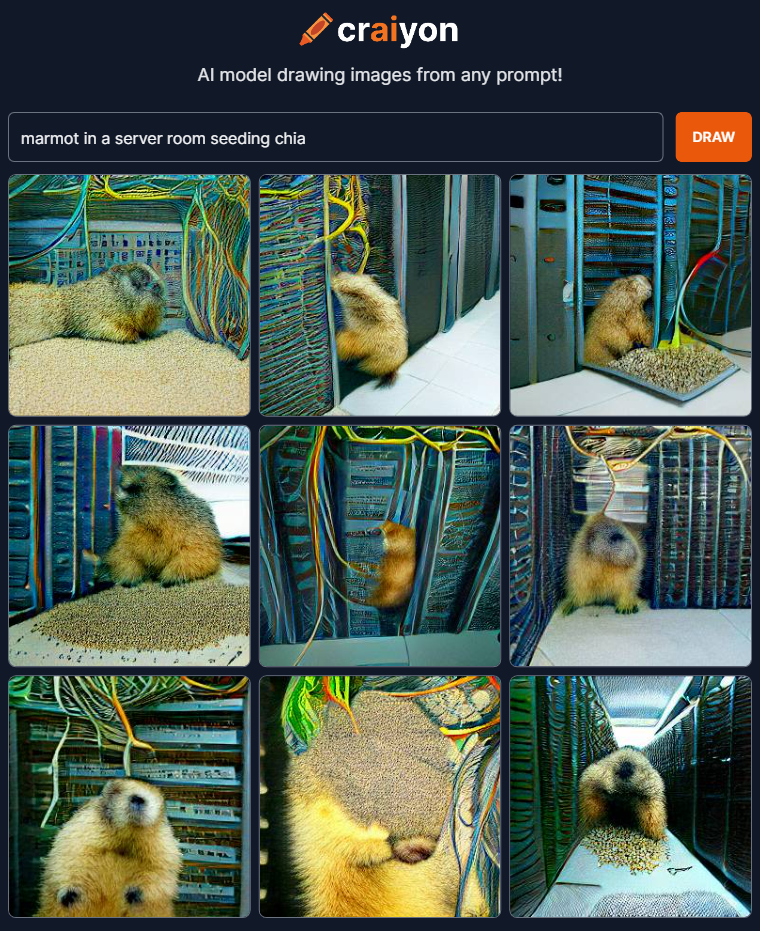 craiyon
AI model drawing images from any prompt!
marmot in a server room seeding chia
DRAW